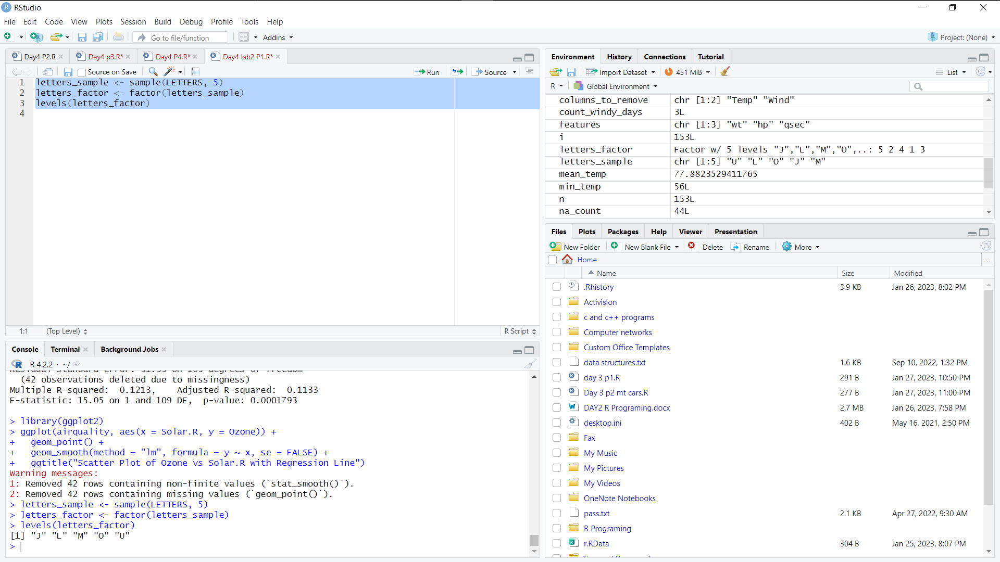 RStudio
File Edit Code View Plots Session Build Debug Profile Tools Help
Go to file/function Addins Project: (None)
Day4 P2.R Day4 p3.R* Day4 P4.R* Day4 lab2 P1.R*
Source on Save Run Source
1 letters_sample <- sample(LETTERS, 5)
2 letters_factor <- factor(letters_sample)
3 levels(letters_factor)
4
1:1 (Top Level) R Script
Console Terminal Background Jobs
R 4.2.2 · ~/
Residual standard error: 31.33 on 109 degrees of freedom
(42 observations deleted due to missingness)
Multiple R-squared:  0.1213,    Adjusted R-squared:  0.1133
F-statistic: 15.05 on 1 and 109 DF,  p-value: 0.0001793
> library(ggplot2)
> ggplot(airquality, aes(x = Solar.R, y = Ozone)) +
+   geom_point() +
+   geom_smooth(method = "lm", formula = y ~ x, se = FALSE) +
+   ggtitle("Scatter Plot of Ozone vs Solar.R with Regression Line")
Warning messages:
1: Removed 42 rows containing non-finite values (`stat_smooth()`).
2: Removed 42 rows containing missing values (`geom_point()`).
> letters_sample <- sample(LETTERS, 5)
> letters_factor <- factor(letters_sample)
> levels(letters_factor)
[1] "J" "L" "M" "O" "U"
>
Environment History Connections Tutorial
Import Dataset 451 MiB List
R Global Environment
columns_to_remove chr [1:2] "Temp" "Wind"
count_windy_days 3L
features chr [1:3] "wt" "hp" "qsec"
i 153L
letters_factor Factor w/ 5 levels "J","L","M","O",..: 5 2 4 1 3
letters_sample chr [1:5] "U" "L" "O" "J" "M"
mean_temp 77.8823529411765
min_temp 56L
n 153L
na_count 44L
Files Plots Packages Help Viewer Presentation
New Folder New Blank File Delete Rename More
Home ...
Name Size Modified
.Rhistory 3.9 KB Jan 26, 2023, 8:02 PM
Activision
c and c++ programs
Computer networks
Custom Office Templates
data structures.txt 1.6 KB Sep 10, 2022, 1:32 PM
day 3 p1.R 291 B Jan 27, 2023, 10:50 PM
Day 3 p2 mt cars.R 277 B Jan 27, 2023, 11:00 PM
DAY2 R Programing.docx 2.7 MB Jan 26, 2023, 7:58 PM
desktop.ini 402 B May 16, 2021, 2:50 PM
Fax
My Music
My Pictures
My Videos
OneNote Notebooks
pass.txt 2.1 KB Apr 27, 2022, 9:30 AM
R Programing
r.RData 304 B Jan 25, 2023, 8:07 PM